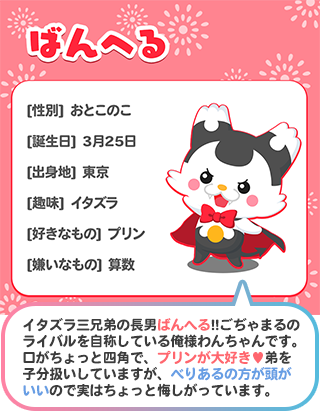 ばんへる
[性別] おとこのこ
[誕生日] 3月25日
[出身地] 東京
[趣味] イタズラ
[好きなもの] プリン
[嫌いなもの] 算数
イタズラ三兄弟の長男ばんへる!!ごぢゃまるの
ライバルを自称している俺様わんちゃんです。
口がちょっと四角で、プリンが大好き♥弟を
子分扱いしていますが、べりあるの方が頭が
いいので実はちょっと悔しがっています。